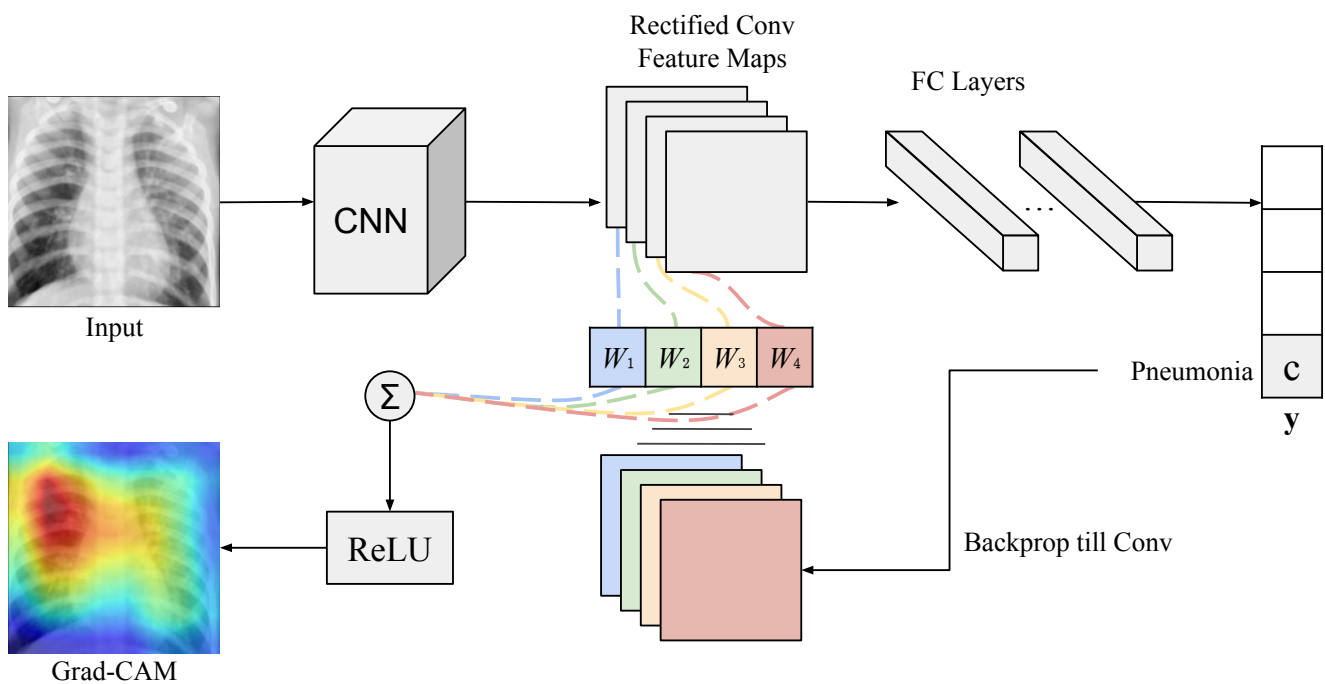 Rectified Conv
Feature Maps
FC Layers
CNN
...
Input
W1
W2
W3
W4
Pneumonia
c
y
Σ
ReLU
Backprop till Conv
Grad-CAM